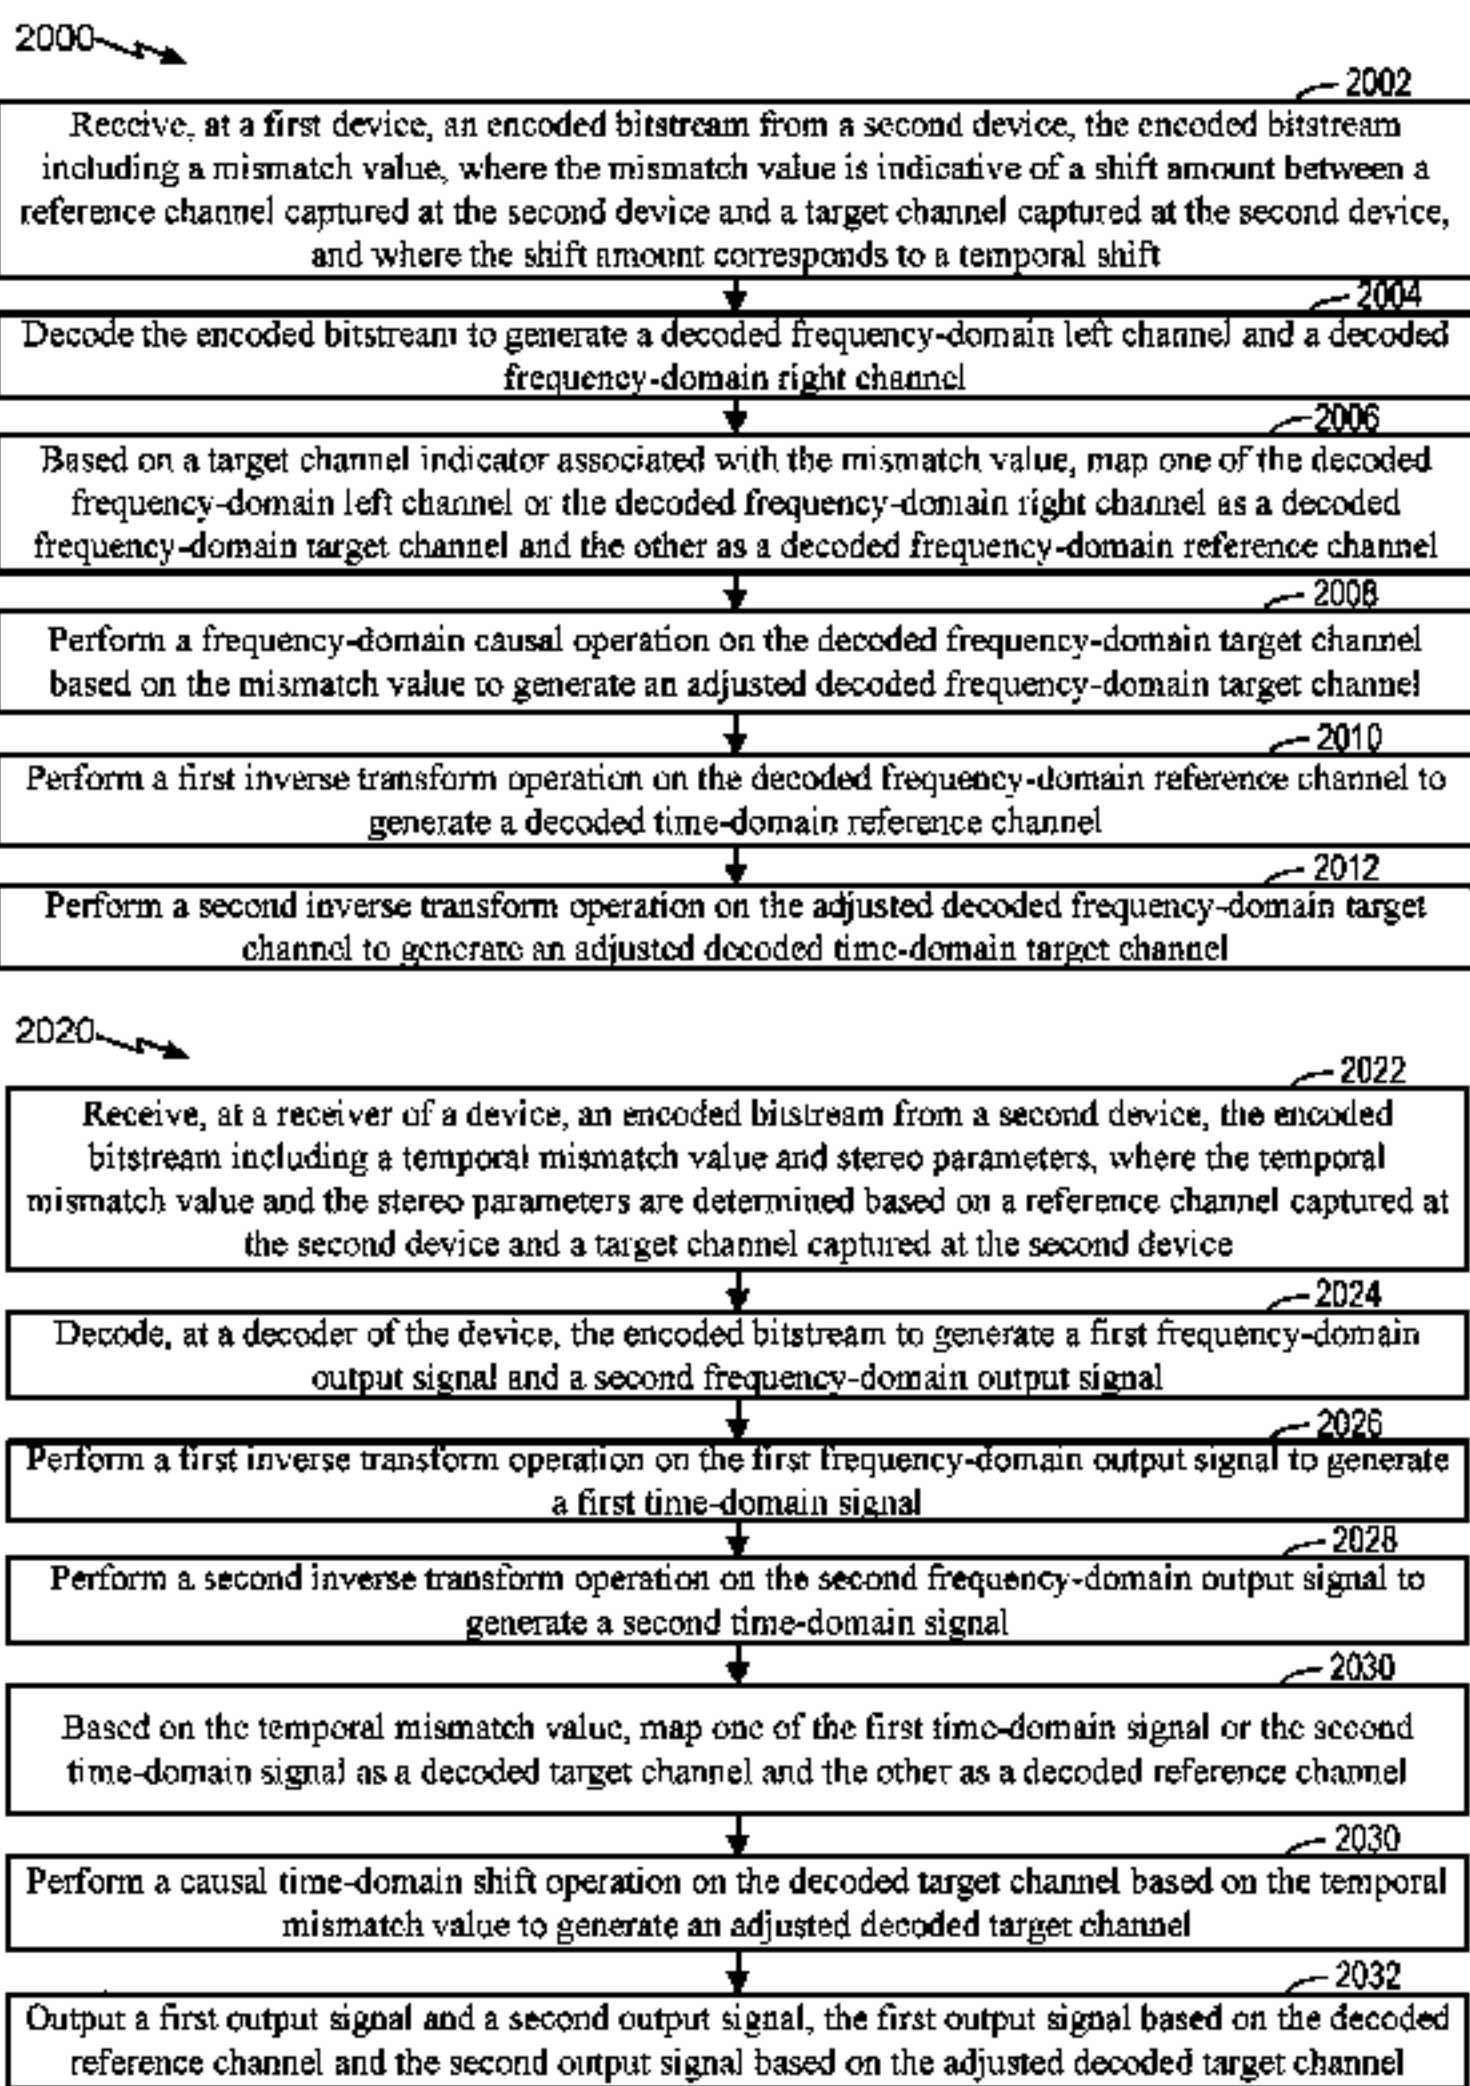 2000
2002
Receive, at a first device, an encoded bitstream from a second device, the encoded bitstream
including a mismatch value, where the mismatch value is indicative of a shift amount between a
reference channel captured at the second device and a target channel captured at the second device,
and where the shift amount corresponds to a temporal shift
2004
Decode the encoded bitstream to generate a decoded frequency-domain left channel and a decoded
frequency-domain right channel
2006
Based on a target channel indicator associated with the mismatch value, map one of the decoded
frequency-domain left channel or the decoded frequency-domain right channel as a decoded
frequency-domain target channel and the other as a decoded frequency-domain reference channel
2008
Perform a frequency-domain causal operation on the decoded frequency-domain target channel
based on the mismatch value to generate an adjusted decoded frequency-domain target channel
2010
Perform a first inverse transform operation on the decoded frequency-domain reference channel to
generate a decoded time-domain reference channel
2012
Perform a second inverse transform operation on the adjusted decoded frequency-domain target
channel to generate an adjusted decoded time-domain target channel
2020
2022
Receive, at a receiver of a device, an encoded bitstream from a second device, the encoded
bitstream including a temporal mismatch value and stereo parameters, where the temporal
mismatch value and the stereo parameters are determined based on a reference channel captured at
the second device and a target channel captured at the second device
2024
Decode, at a decoder of the device, the encoded bitstream to generate a first frequency-domain
output signal and a second frequency-domain output signal
2026
Perform a first inverse transform operation on the first frequency-domain output signal to generate
a first time-domain signal
2028
Perform a second inverse transform operation on the second frequency-domain output signal to
generate a second time-domain signal
2030
Based on the temporal mismatch value, map one of the first time-domain signal or the second
time-domain signal as a decoded target channel and the other as a decoded reference channel
2030
Perform a causal time-domain shift operation on the decoded target channel based on the temporal
mismatch value to generate an adjusted decoded target channel
2032
Output a first output signal and a second output signal, the first output signal based on the decoded
reference channel and the second output signal based on the adjusted decoded target channel